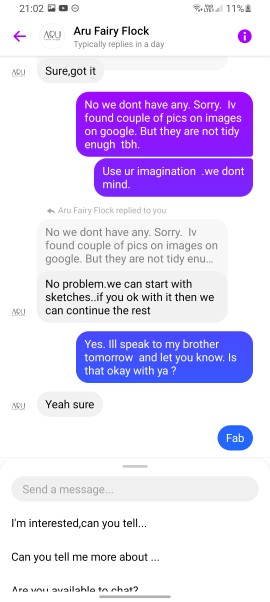 21:02
11%
Aru Fairy Flock
Typically replies in a day
ARU
Sure,got it
No we dont have any. Sorry.  Iv
found couple of pics on images
on google. But they are not tidy
enugh  tbh.
Use ur imagination  .we dont
mind.
Aru Fairy Flock replied to you
No we dont have any. Sorry.  Iv
found couple of pics on images
on google. But they are not tidy enu...
No problem.we can start with
sketches..if you ok with it then we
can continue the rest
ARU
Yes. Ill speak to my brother
tomorrow  and let you know. Is
that okay with ya ?
ARU
Yeah sure
Fab
Send a message...
I'm interested,can you tell...
Can you tell me more about ...
Are you available to chat?